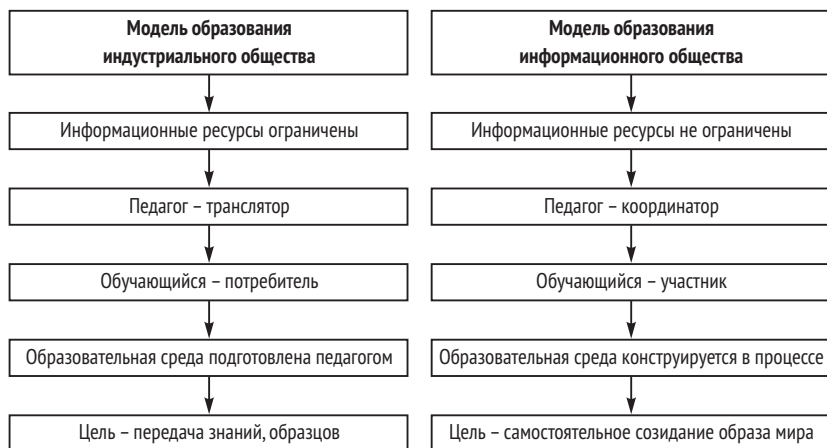 Модель образования
индустриального общества
Информационные ресурсы ограничены
Педагог – транслятор
Обучающийся – потребитель
Образовательная среда подготовлена педагогом
Цель – передача знаний, образцов
Модель образования
информационного общества
Информационные ресурсы не ограничены
Педагог – координатор
Обучающийся – участник
Образовательная среда конструируется в процессе
Цель – самостоятельное созидание образа мира